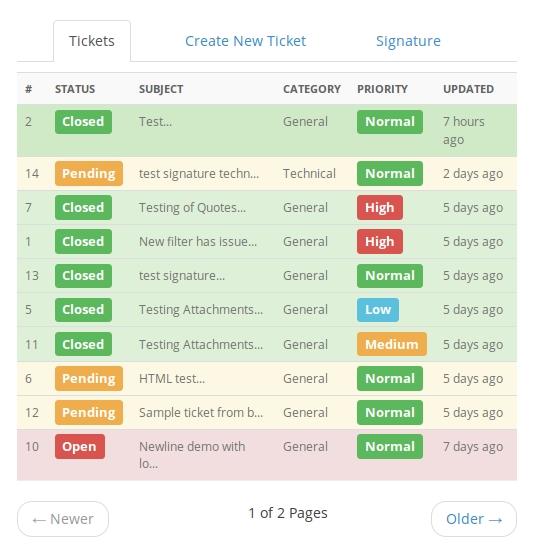 Tickets Create New Ticket Signature
# STATUS SUBJECT CATEGORY PRIORITY UPDATED
2 Closed Test... General Normal 7 hours
ago
14 Pending test signature techn... Technical Normal 2 days ago
7 Closed Testing of Quotes... General High 5 days ago
1 Closed New filter has issue... General High 5 days ago
13 Closed test signature... General Normal 5 days ago
5 Closed Testing Attachments... General Low 5 days ago
11 Closed Testing Attachments... General Medium 5 days ago
6 Pending HTML test... General Normal 5 days ago
12 Pending Sample ticket from b... General Normal 5 days ago
10 Open Newline demo with General Normal 7 days ago
lo...
← Newer 1 of 2 Pages Older →